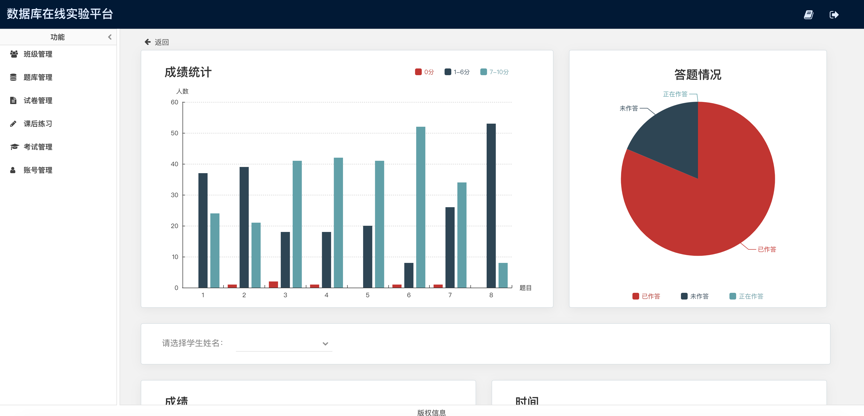 数据库在线实验平台
功能
班级管理
题库管理
试卷管理
课后练习
考试管理
账号管理
返回
成绩统计
0分 1-6分 7-10分
人数
60
50
40
30
20
10
0
1 2 3 4 5 6 7 8
题目
答题情况
正在作答
未作答
已作答
已作答 未作答 正在作答
请选择学生姓名：
成绩
时间
版权信息